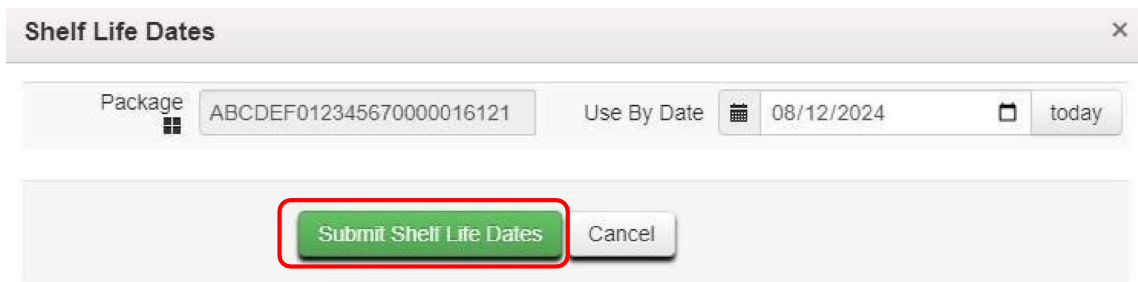 Shelf Life Dates ×
Package ABCDEF012345670000016121 Use By Date 08/12/2024 today
Submit Shelf Life Dates Cancel